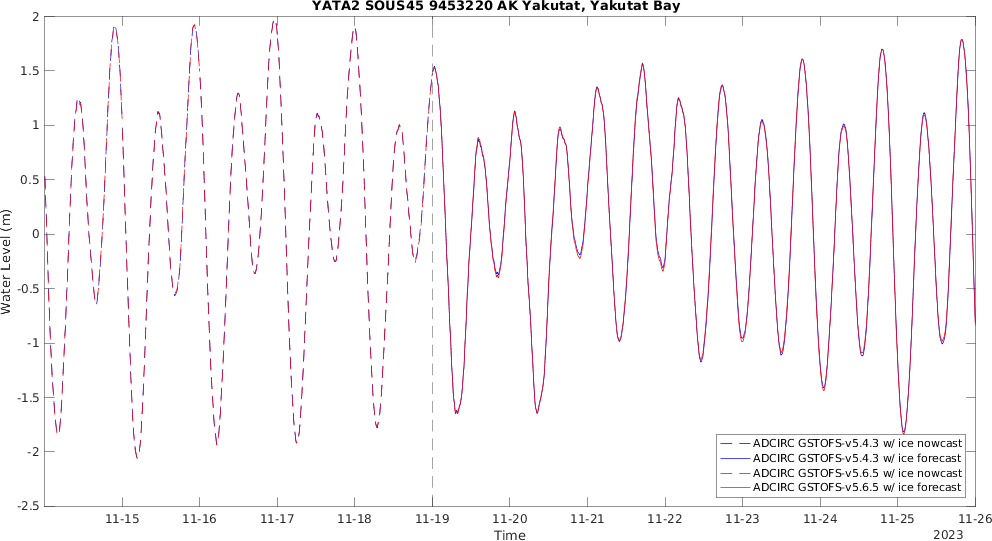 YATA2 SOUS45 9453220 AK Yakutat, Yakutat Bay
2
1.5
1
0.5
0
-0.5
-1
-1.5
-2
-2.5
Water Level (m)
ADCIRC GSTOFS-v5.4.3 w/ ice nowcast
ADCIRC GSTOFS-v5.4.3 w/ ice forecast
ADCIRC GSTOFS-v5.6.5 w/ ice nowcast
ADCIRC GSTOFS-v5.6.5 w/ ice forecast
11-15 11-16 11-17 11-18 11-19 11-20 11-21 11-22 11-23 11-24 11-25 11-26
Time
2023